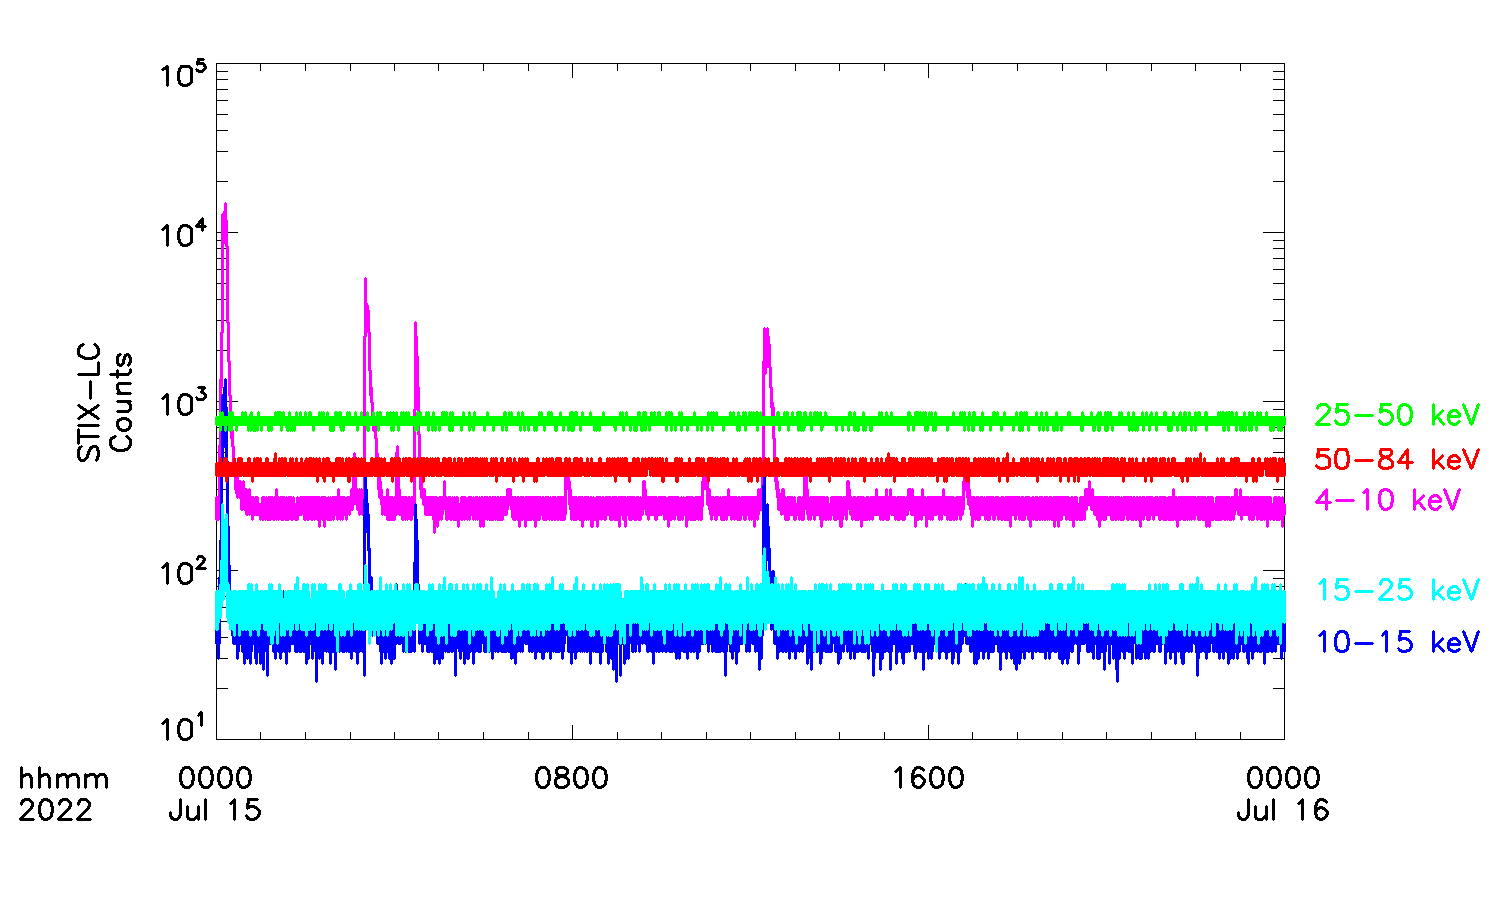 10^5
10^4
10^3
10^2
10^1
STIX-LC
Counts
25-50 keV
50-84 keV
4-10 keV
15-25 keV
10-15 keV
hhmm 0000 0800 1600 0000
2022 Jul 15 Jul 16